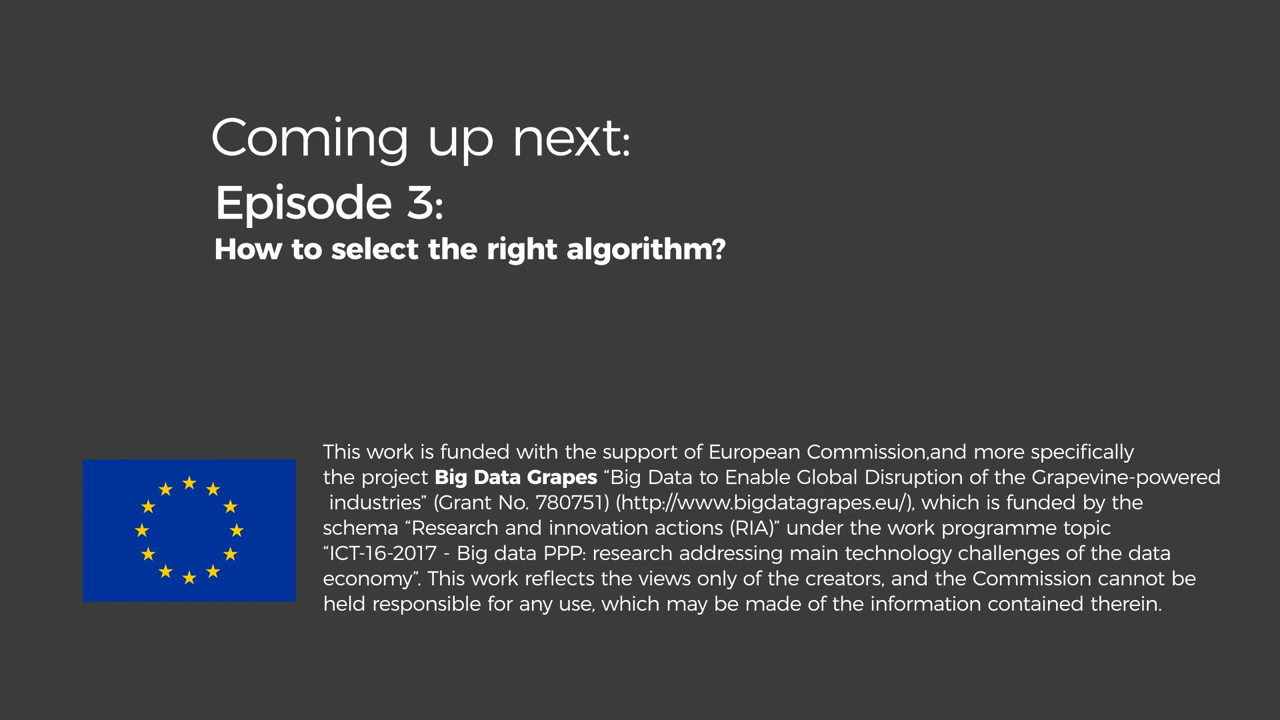 Coming up next:
Episode 3:
How to select the right algorithm?
This work is funded with the support of European Commission,and more specifically
the project Big Data Grapes “Big Data to Enable Global Disruption of the Grapevine-powered
industries” (Grant No. 780751) (http://www.bigdatagrapes.eu/), which is funded by the
schema “Research and innovation actions (RIA)” under the work programme topic
“ICT-16-2017 - Big data PPP: research addressing main technology challenges of the data
economy”. This work reflects the views only of the creators, and the Commission cannot be
held responsible for any use, which may be made of the information contained therein.